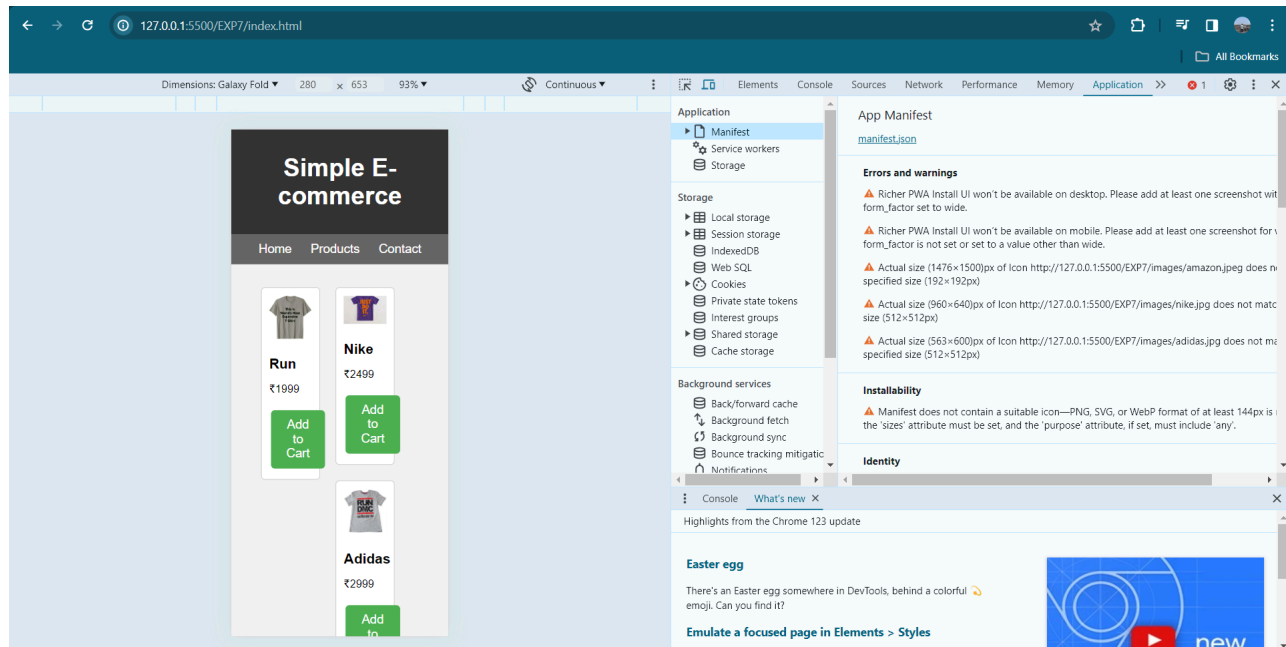 127.0.0.1:5500/EXP7/index.html
All Bookmarks
Dimensions: Galaxy Fold ▼ 280 × 653 93% ▼ Continuous ▼
Elements Console Sources Network Performance Memory Application 1
Simple E-
commerce
Home Products Contact
Run
₹1999
Add
to
Cart
Nike
₹2499
Add
to
Cart
RUN
DMC
Adidas
₹2999
Add
to
Application
Manifest
Service workers
Storage
Storage
Local storage
Session storage
IndexedDB
Web SQL
Cookies
Private state tokens
Interest groups
Shared storage
Cache storage
Background services
Back/forward cache
Background fetch
Background sync
Bounce tracking mitigatic
Notifications
App Manifest
manifest.json
Errors and warnings
Richer PWA Install UI won't be available on desktop. Please add at least one screenshot wit
form_factor set to wide.
Richer PWA Install UI won't be available on mobile. Please add at least one screenshot for
form_factor is not set or set to a value other than wide.
Actual size (1476×1500)px of Icon http://127.0.0.1:5500/EXP7/images/amazon.jpeg does
specified size (192×192px)
Actual size (960×640)px of Icon http://127.0.0.1:5500/EXP7/images/nike.jpg does not matc
size (512×512px)
Actual size (563×600)px of Icon http://127.0.0.1:5500/EXP7/images/adidas.jpg does not ma
specified size (512×512px)
Installability
Manifest does not contain a suitable icon—PNG, SVG, or WebP format of at least 144px is
the 'sizes' attribute must be set, and the 'purpose' attribute, if set, must include 'any'.
Identity
Console What's new
Highlights from the Chrome 123 update
Easter egg
There's an Easter egg somewhere in DevTools, behind a colorful
emoji. Can you find it?
Emulate a focused page in Elements > Styles
new